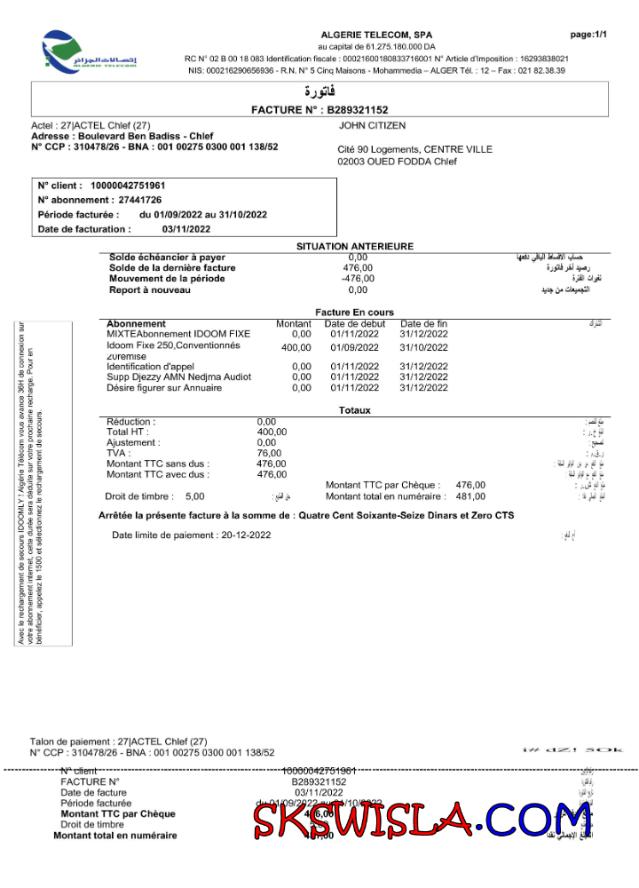 إتصالات الجزائر
ALGERIE TELECOM
ALGERIE TELECOM, SPA
page:1/1
au capital de 61.275.180.000 DA
RC N° 02 B 00 18 083 Identification fiscale : 00021600180833716001 N° Article d'Imposition : 16293838021
NIS: 000216290656936 - R.N. N° 5 Cinq Maisons - Mohammedia – ALGER Tél. : 12 – Fax : 021 82.38.39
فاتورة
FACTURE N° : B289321152
Actel : 27|ACTEL Chlef (27)
Adresse : Boulevard Ben Badiss - Chlef
N° CCP : 310478/26 - BNA : 001 00275 0300 001 138/52
JOHN CITIZEN
Cité 90 Logements, CENTRE VILLE
02003 OUED FODDA Chlef
N° client : 10000042751961
N° abonnement : 27441726
Période facturée : du 01/09/2022 au 31/10/2022
Date de facturation : 03/11/2022
SITUATION ANTERIEURE
Solde échéancier à payer 0,00 حساب الأقساط الباقي دفعها
Solde de la dernière facture 476,00 رصيد آخر فاتورة
Mouvement de la période -476,00 تغيرات الفترة
Report à nouveau 0,00 التجميعات من جديد
Facture En cours
Abonnement Montant Date de debut Date de fin
MIXTEAbonnement IDOOM FIXE 0,00 01/11/2022 31/12/2022
Idoom Fixe 250,Conventionnés 400,00 01/09/2022 31/10/2022
zuremise
Identification d'appel 0,00 01/11/2022 31/12/2022
Supp Djezzy AMN Nedjma Audiot 0,00 01/11/2022 31/12/2022
Désire figurer sur Annuaire 0,00 01/11/2022 31/12/2022
Totaux
Réduction : 0,00
Total HT : 400,00
Ajustement : 0,00
TVA : 76,00
Montant TTC sans dus : 476,00
Montant TTC avec dus : 476,00
Montant TTC par Chèque : 476,00
Droit de timbre : 5,00 Montant total en numéraire : 481,00
Arrêtée la présente facture à la somme de : Quatre Cent Soixante-Seize Dinars et Zero CTS
Date limite de paiement : 20-12-2022
Avec le rechargement de secours IDOOMLY ! Algérie Télécom vous avance 36H de connexion sur
votre abonnement internet, cette durée sera déduite sur votre prochaine recharge. Pour en
bénéficier, appelez le 1500 et sélectionnez le rechargement de secours.
Talon de paiement : 27|ACTEL Chlef (27)
N° CCP : 310478/26 - BNA : 001 00275 0300 001 138/52
N° client 10000042751961
FACTURE N° B289321152
Date de facture 03/11/2022
Période facturée du 01/09/2022
Montant TTC par Chèque
Droit de timbre
Montant total en numéraire
SKSWISLA.COM